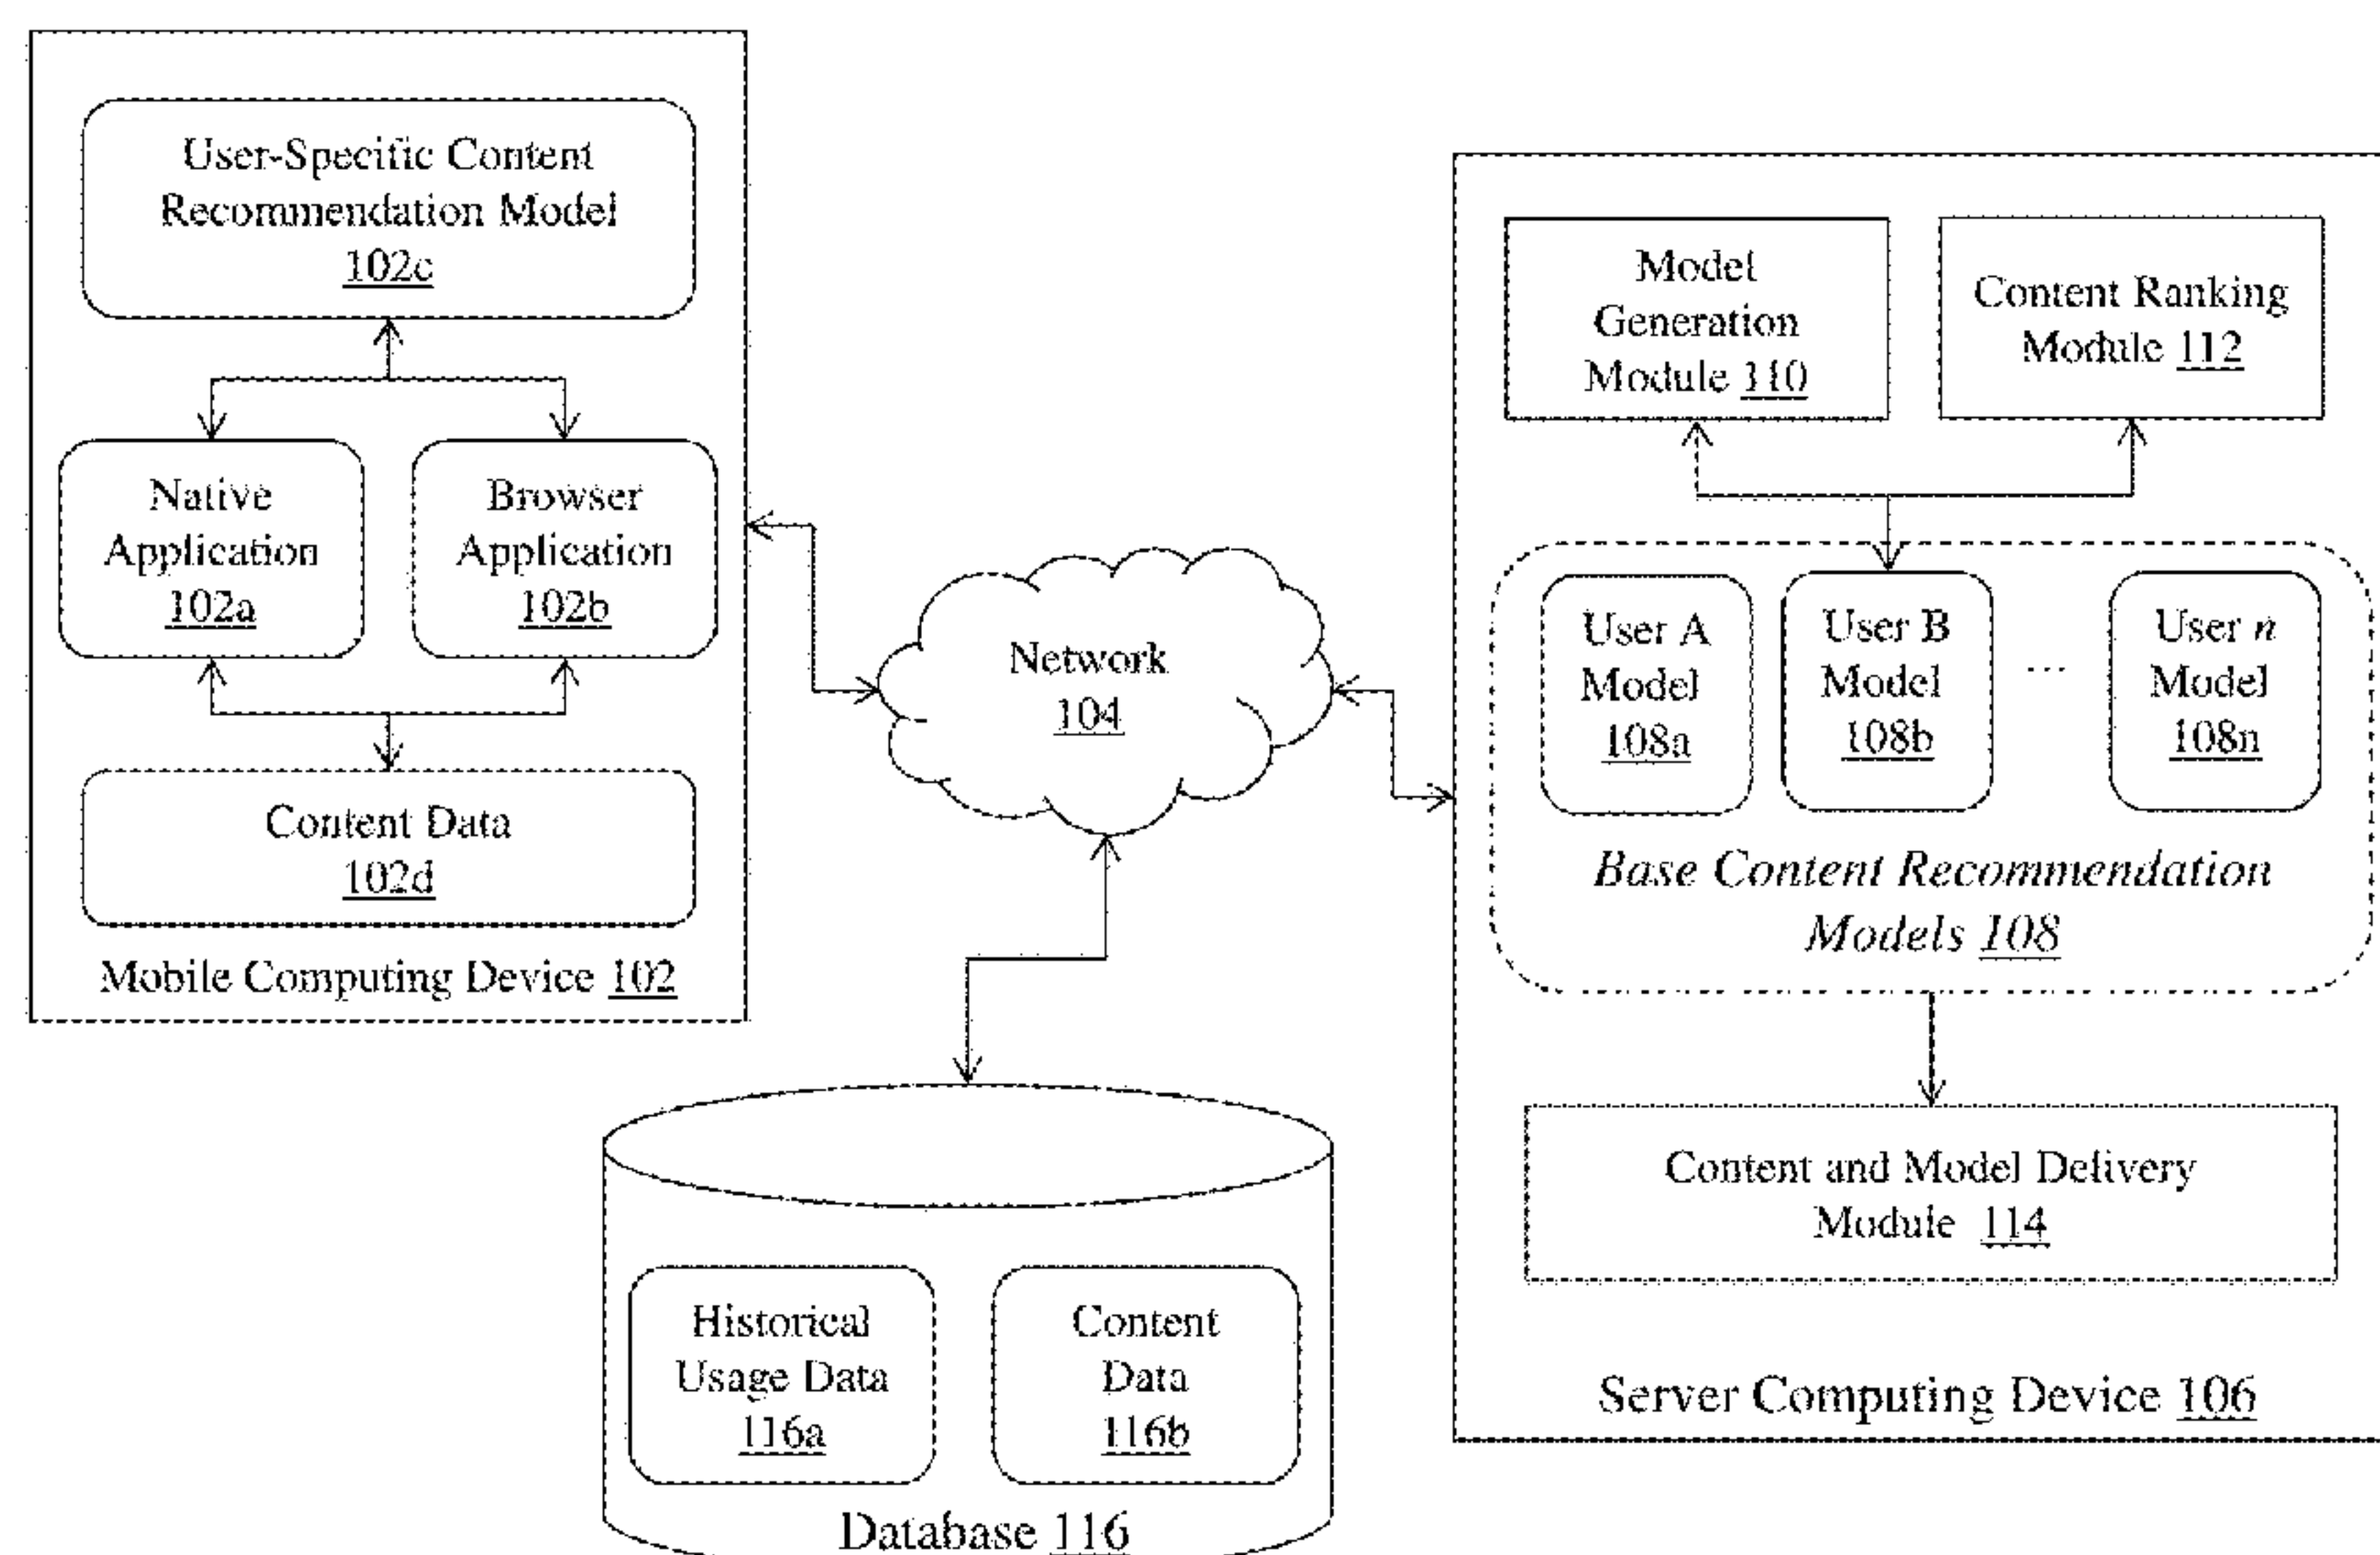 User-Specific Content
Recommendation Model
102c
Native
Application
102a
Browser
Application
102b
Content Data
102d
Mobile Computing Device 102
Network
104
Model
Generation
Module 110
Content Ranking
Module 112
User A
Model
108a
User B
Model
108b
...
User n
Model
108n
Base Content Recommendation
Models 108
Content and Model Delivery
Module 114
Server Computing Device 106
Historical
Usage Data
116a
Content
Data
116b
Database 116